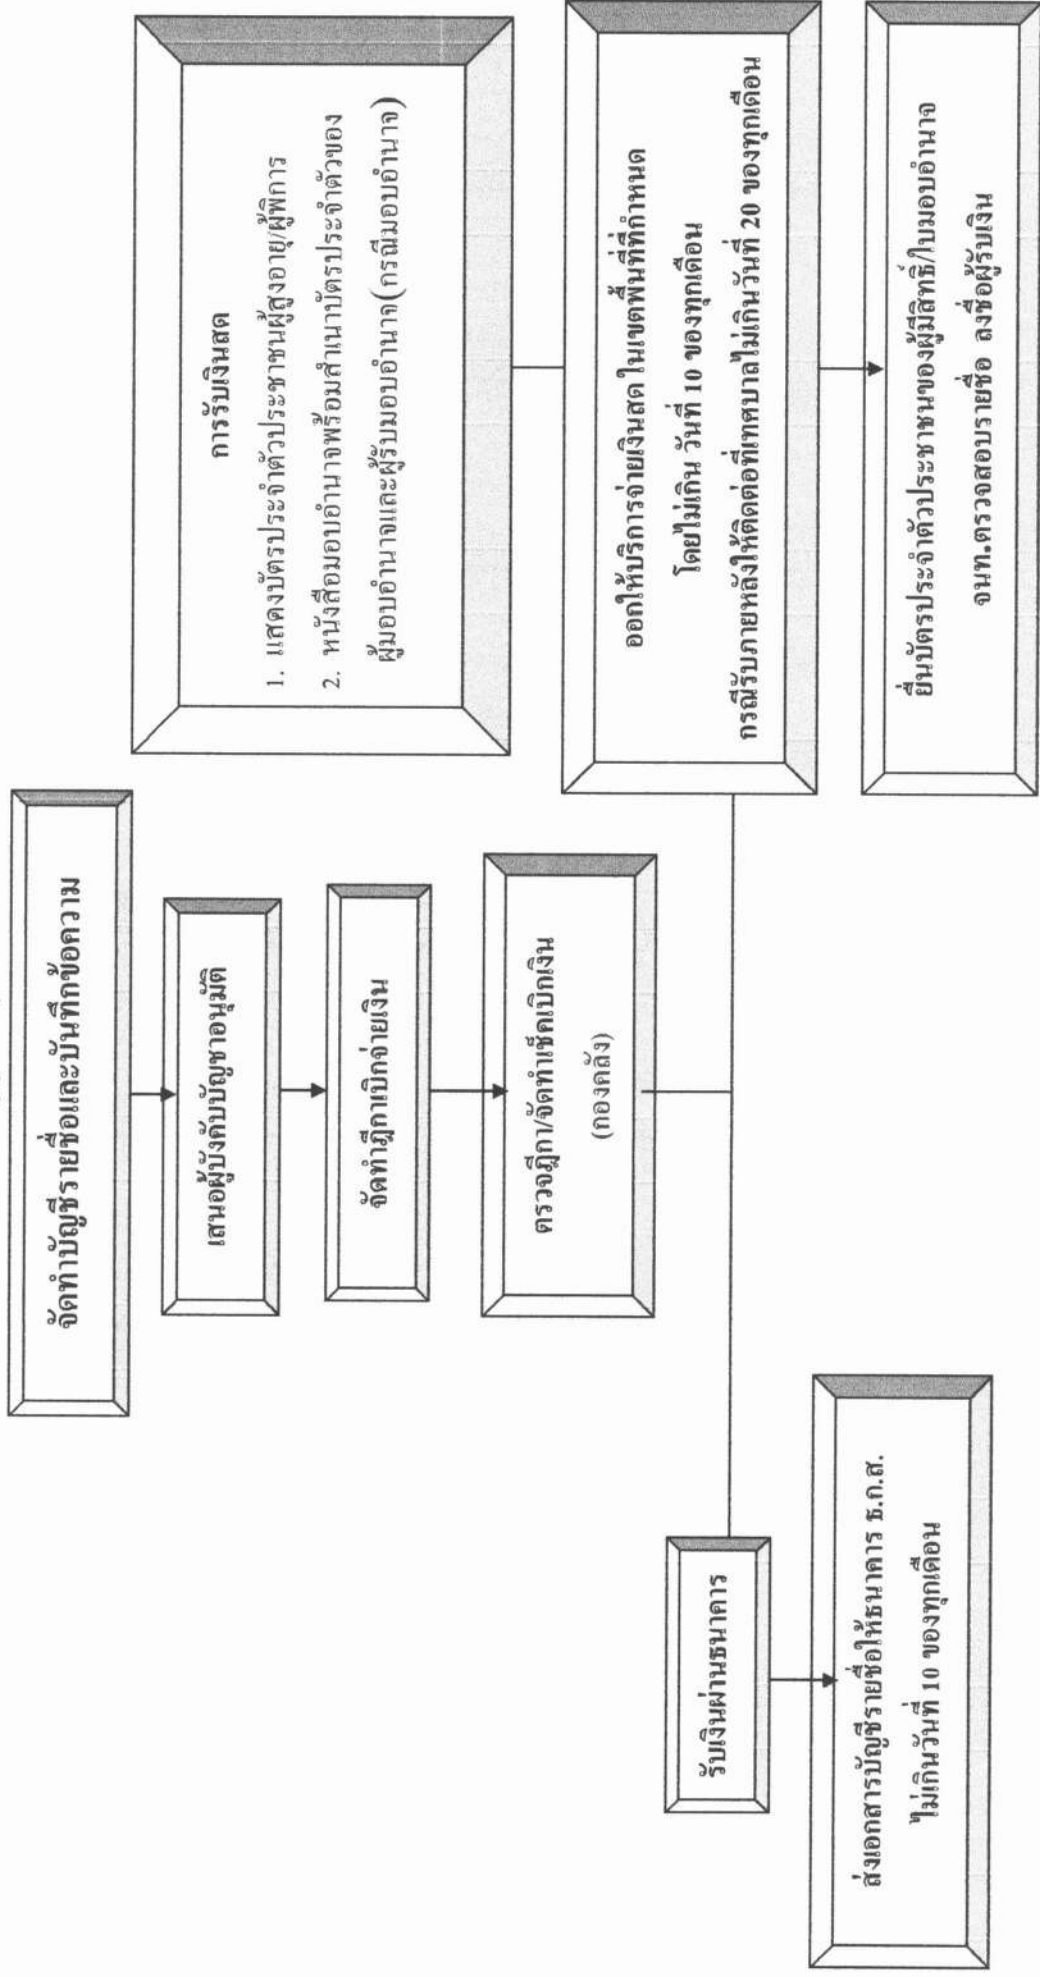 จัดทำบัญชีรายชื่อและบันทึกข้อความ
เสนอผู้บังคับบัญชาอนุมัติ
จัดทำฎีกาเบิกจ่ายเงิน
ตรวจฎีกา/จัดทำเช็คเบิกเงิน
(กองคลัง)
รับเงินผ่านธนาคาร
ส่งเอกสารบัญชีรายชื่อให้ธนาคาร ธ.ก.ส.
ไม่เกินวันที่ 10 ของทุกเดือน
การรับเงินสด
1. แสดงบัตรประจำตัวประชาชนผู้สูงอายุ/ผู้พิการ
2. หนังสือมอบอำนาจพร้อมสำเนาบัตรประจำตัวของ
ผู้มอบอำนาจและผู้รับมอบอำนาจ(กรณีมอบอำนาจ)
ออกให้บริการจ่ายเงินสดในเขตพื้นที่ที่กำหนด
โดยไม่เกิน วันที่ 10 ของทุกเดือน
กรณีรับภายหลังให้ติดต่อที่เทศบาลไม่เกินวันที่ 20 ของทุกเดือน
ยื่นบัตรประจำตัวประชาชนของผู้มีสิทธิ์/ใบมอบอำนาจ
จนท.ตรวจสอบรายชื่อ ลงชื่อผู้รับเงิน